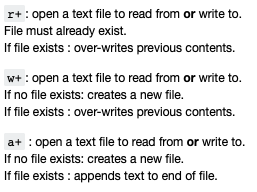 r+ : open a text file to read from or write to.
File must already exist.
If file exists : over-writes previous contents.
w+ : open a text file to read from or write to.
If no file exists: creates a new file.
If file exists : over-writes previous contents.
a+ : open a text file to read from or write to.
If no file exists: creates a new file.
If file exists : appends text to end of file.